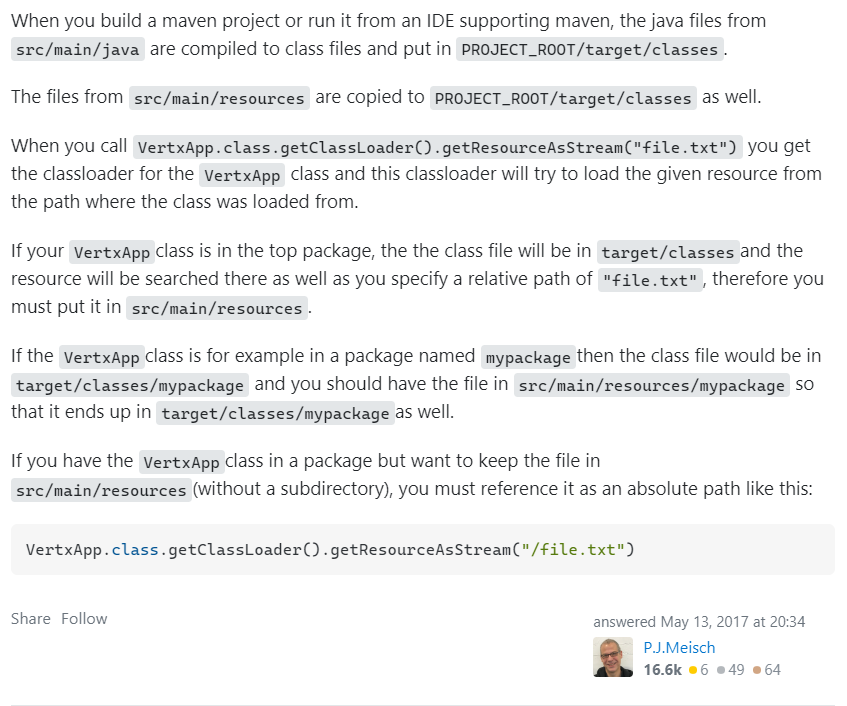 When you build a maven project or run it from an IDE supporting maven, the java files from
src/main/java are compiled to class files and put in PROJECT_ROOT/target/classes.
The files from src/main/resources are copied to PROJECT_ROOT/target/classes as well.
When you call VertxApp.class.getClassLoader().getResourceAsStream("file.txt") you get
the classloader for the VertxApp class and this classloader will try to load the given resource from
the path where the class was loaded from.
If your VertxApp class is in the top package, the the class file will be in target/classes and the
resource will be searched there as well as you specify a relative path of "file.txt", therefore you
must put it in src/main/resources.
If the VertxApp class is for example in a package named mypackage then the class file would be in
target/classes/mypackage and you should have the file in src/main/resources/mypackage so
that it ends up in target/classes/mypackage as well.
If you have the VertxApp class in a package but want to keep the file in
src/main/resources (without a subdirectory), you must reference it as an absolute path like this:
VertxApp.class.getClassLoader().getResourceAsStream("/file.txt")
Share Follow
answered May 13, 2017 at 20:34
P.J.Meisch
16.6k 6 49 64